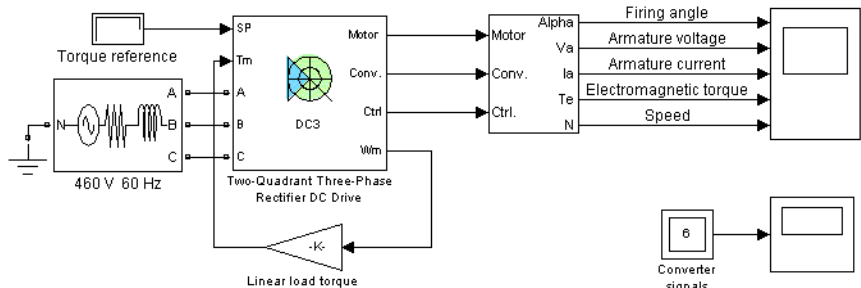 Torque reference
N
A
B
C
460 V 60 Hz
SP
Tm
A
B
C
Motor
Conv.
Ctrl
Wm
DC3
Two-Quadrant Three-Phase
Rectifier DC Drive
-K-
Linear load torque
Motor
Conv.
Ctrl.
Alpha
Va
Ia
Te
N
Firing angle
Armature voltage
Armature current
Electromagnetic torque
Speed
6
Converter
signals